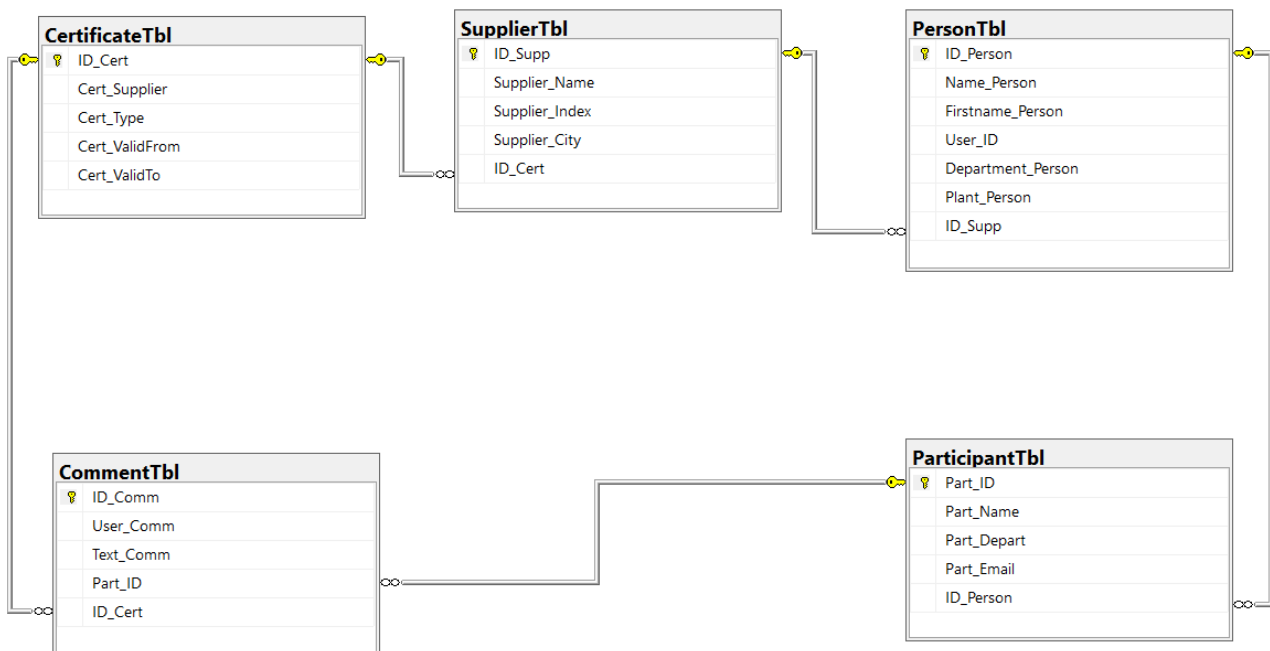 CertificateTbl
ID_Cert
Cert_Supplier
Cert_Type
Cert_ValidFrom
Cert_ValidTo
SupplierTbl
ID_Supp
Supplier_Name
Supplier_Index
Supplier_City
ID_Cert
PersonTbl
ID_Person
Name_Person
Firstname_Person
User_ID
Department_Person
Plant_Person
ID_Supp
CommentTbl
ID_Comm
User_Comm
Text_Comm
Part_ID
ID_Cert
ParticipantTbl
Part_ID
Part_Name
Part_Depart
Part_Email
ID_Person